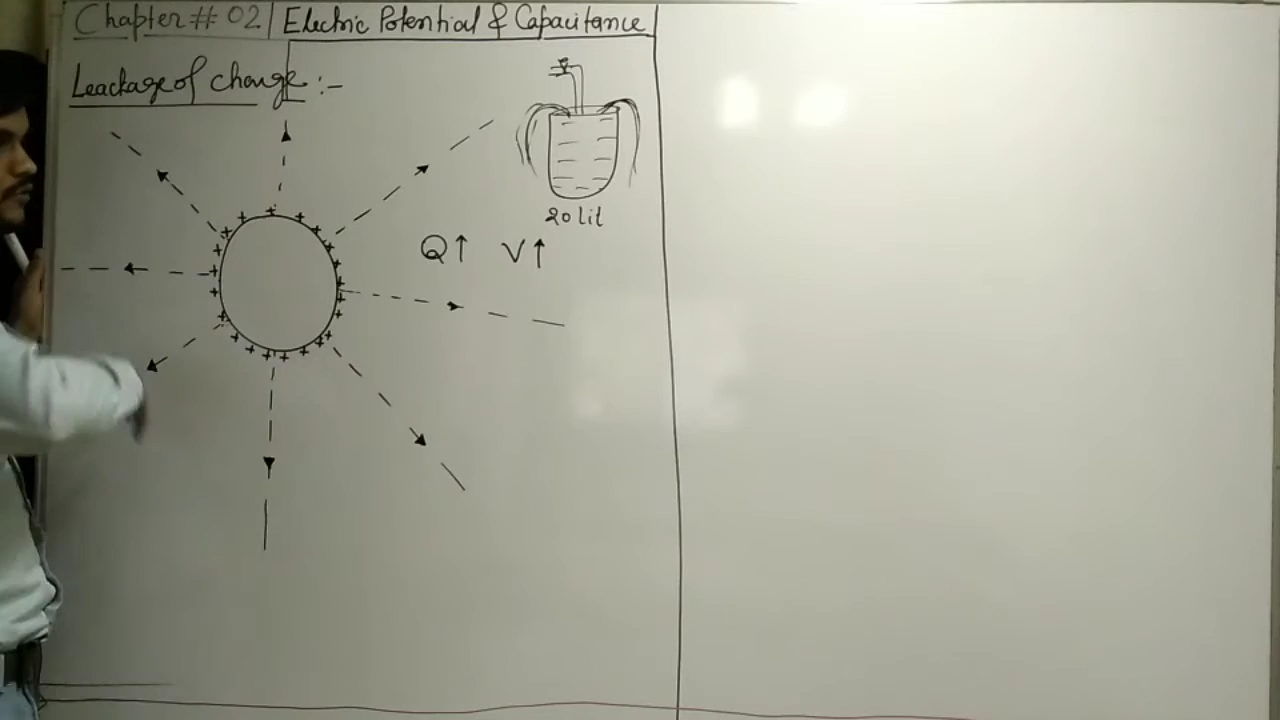 Chapter # 02 | Electric Potential & Capacitance
Leackage of charge :-
20 lit
Q↑ V↑